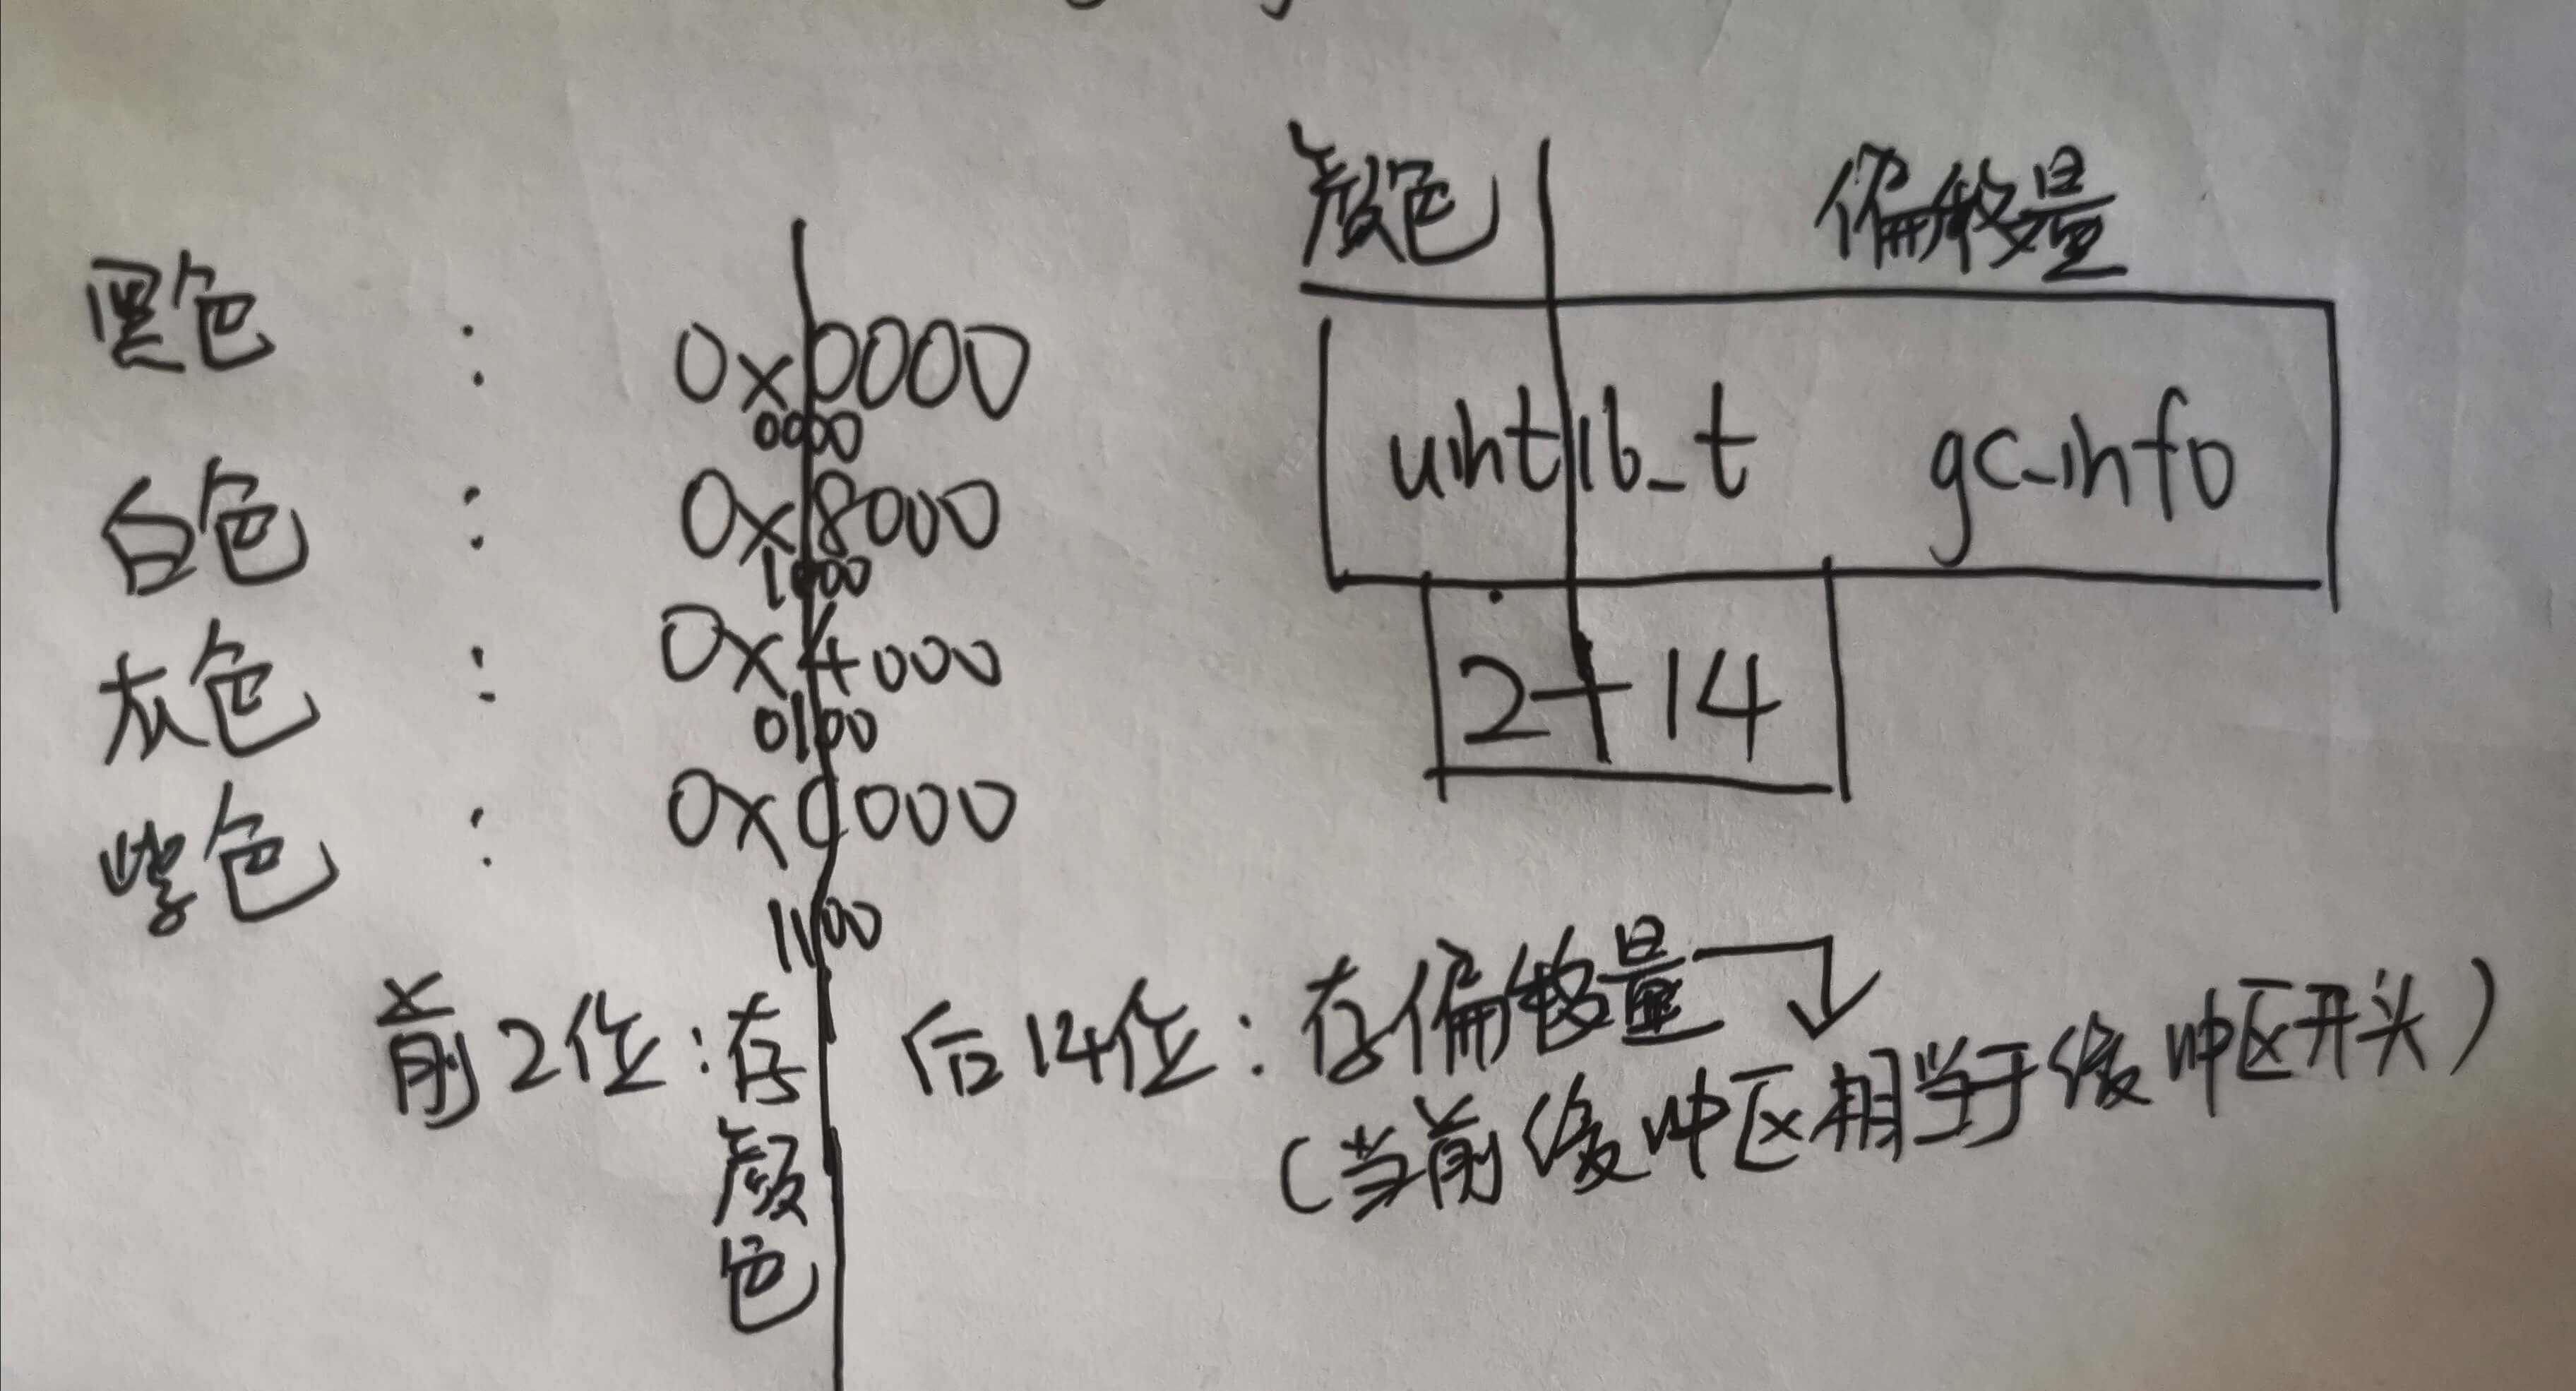 颜色 偏移量
uint16_t gc_info
2+14
黑色 : 0x0000
0000
白色 : 0x8000
1000
灰色 : 0x4000
0100
紫色 : 0xC000
1100
前2位:存颜色
后14位:存偏移量
(当前缓冲区相当于缓冲区开头)